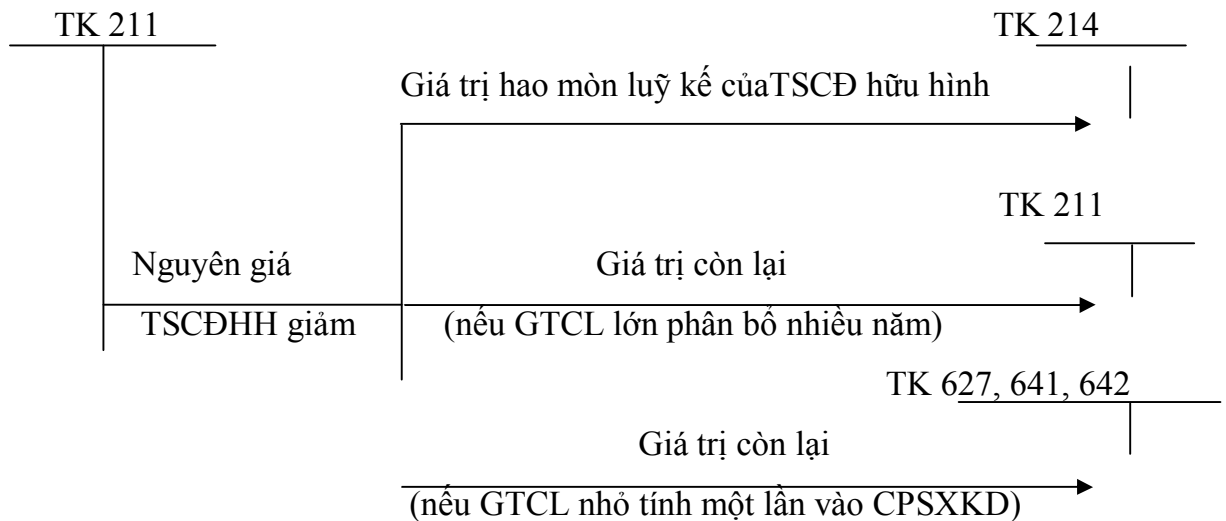 TK 211
TK 214
Giá trị hao mòn luỹ kế củaTSCĐ hữu hình
TK 211
Nguyên giá
Giá trị còn lại
TSCĐHH giảm
(nếu GTCL lớn phân bổ nhiều năm)
TK 627, 641, 642
Giá trị còn lại
(nếu GTCL nhỏ tính một lần vào CPSXKD)